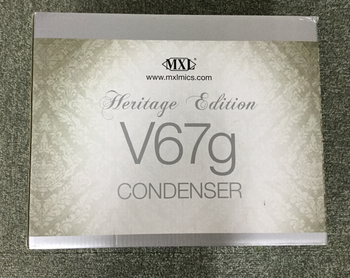 MXL
www.mxlmics.com
Heritage Edition
V67g
CONDENSER